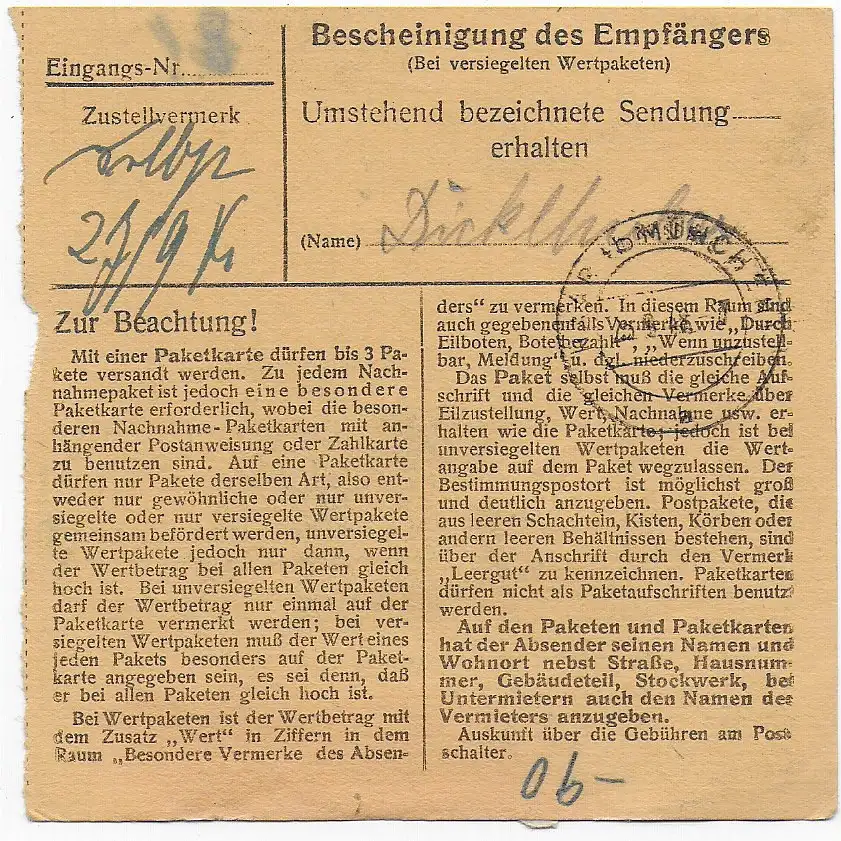 Eingangs-Nr.
Zustellvermerk
27/9
Bescheinigung des Empfängers
(Bei versiegelten Wertpaketen)
Umstehend bezeichnete Sendung
erhalten
(Name)
Zur Beachtung!
Mit einer Paketkarte dürfen bis 3 Pa-
kete versandt werden. Zu jedem Nach-
nahmepaket ist jedoch eine besondere
Paketkarte erforderlich, wobei die beson-
deren Nachnahme-Paketkarten mit an-
hängender Postanweisung oder Zahlkarte
zu benutzen sind. Auf eine Paketkarte
dürfen nur Pakete derselben Art, also ent-
weder nur gewöhnliche oder nur unver-
siegelte oder nur versiegelte Wertpakete
gemeinsam befördert werden, unversiegel-
te Wertpakete jedoch nur dann, wenn
der Wertbetrag bei allen Paketen gleich
hoch ist. Bei unversiegelten Wertpaketen
darf der Wertbetrag nur einmal auf der
Paketkarte vermerkt werden; bei ver-
siegelten Wertpaketen muß der Wert eines
jeden Pakets besonders auf der Paket-
karte angegeben sein, es sei denn, daß
er bei allen Paketen gleich hoch ist.
Bei Wertpaketen ist der Wertbetrag mit
dem Zusatz „Wert“ in Ziffern in dem
Raum „Besondere Vermerke des Absen-
ders“ zu vermerken. In diesem Raum sind
auch gegebenenfalls Vermerke wie „Durch
Eilboten, Bote bezahlt“, „Wenn unzustell-
bar, Meldung“ u. dgl. niederzuschreiben.
Das Paket selbst muß die gleiche Auf-
schrift und die gleichen Vermerke über
Eilzustellung, Wert, Nachnahme usw. er-
halten wie die Paketkarte; jedoch ist bei
unversiegelten Wertpaketen die Wert-
angabe auf dem Paket wegzulassen. Der
Bestimmungspostort ist möglichst groß
und deutlich anzugeben. Postpakete, die
aus leeren Schachteln, Kisten, Körben oder
andern leeren Behältnissen bestehen, sind
über der Anschrift durch den Vermerk
„Leergut“ zu kennzeichnen. Paketkarten
dürfen nicht als Paketaufschriften benutzt
werden.
Auf den Paketen und Paketkarten
hat der Absender seinen Namen und
Wohnort nebst Straße, Hausnum-
mer, Gebäudeteil, Stockwerk, bei
Untermietern auch den Namen des
Vermieters anzugeben.
Auskunft über die Gebühren am Post-
schalter.